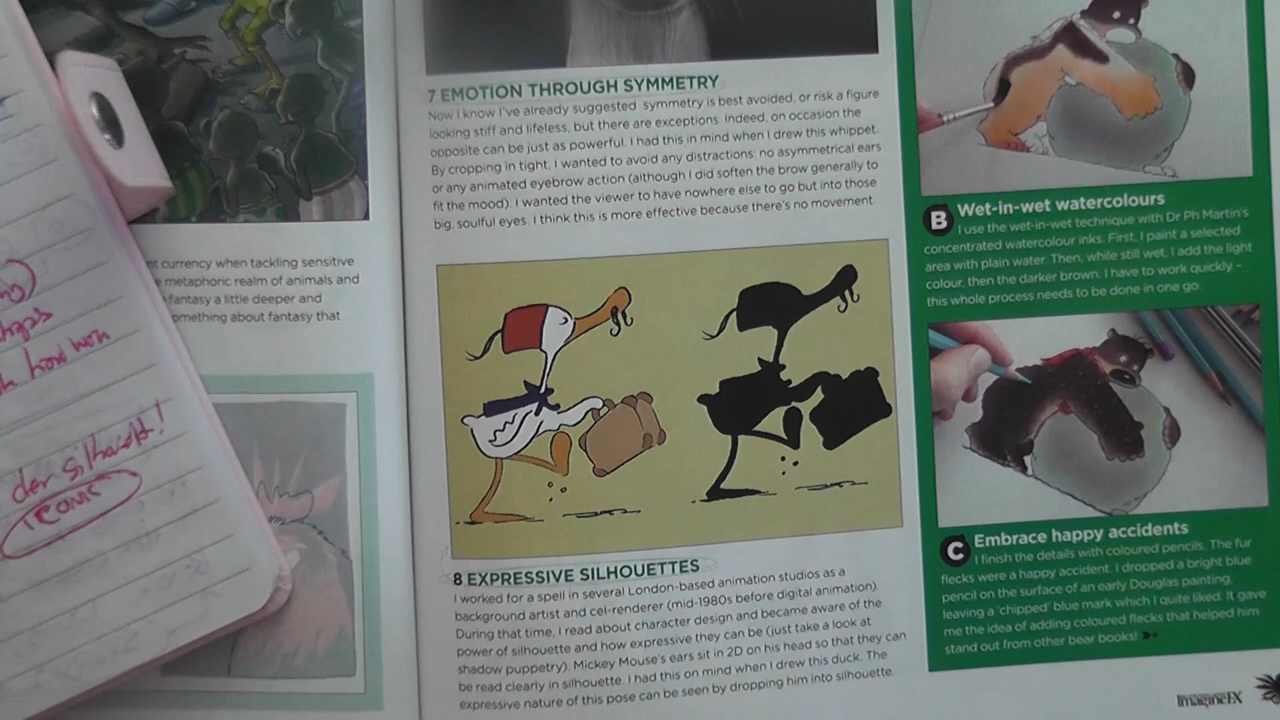 haps
h how won
der silhouett!
ICONIC
currency when tackling sensitive
metaphoric realm of animals and
fantasy a little deeper and
omething about fantasy that
7 EMOTION THROUGH SYMMETRY
Now I know I've already suggested symmetry is best avoided, or risk a figure
looking stiff and lifeless, but there are exceptions. Indeed, on occasion the
opposite can be just as powerful. I had this in mind when I drew this whippet.
By cropping in tight, I wanted to avoid any distractions: no asymmetrical ears
or any animated eyebrow action (although I did soften the brow generally to
fit the mood). I wanted the viewer to have nowhere else to go but into those
big, soulful eyes. I think this is more effective because there's no movement.
8 EXPRESSIVE SILHOUETTES
I worked for a spell in several London-based animation studios as a
background artist and cel-renderer (mid-1980s before digital animation).
During that time, I read about character design and became aware of the
power of silhouette and how expressive they can be (just take a look at
shadow puppetry). Mickey Mouse's ears sit in 2D on his head so that they can
be read clearly in silhouette. I had this on mind when I drew this duck. The
expressive nature of this pose can be seen by dropping him into silhouette.
B Wet-in-wet watercolours
I use the wet-in-wet technique with Dr Ph Martin's
concentrated watercolour inks. First, I paint a selected
area with plain water. Then, while still wet, I add the light
colour, then the darker brown. I have to work quickly –
this whole process needs to be done in one go.
C Embrace happy accidents
I finish the details with coloured pencils. The fur
flecks were a happy accident. I dropped a bright blue
pencil on the surface of an early Douglas painting,
leaving a 'chipped' blue mark which I quite liked. It gave
me the idea of adding coloured flecks that helped him
stand out from other bear books!
ImagineFX